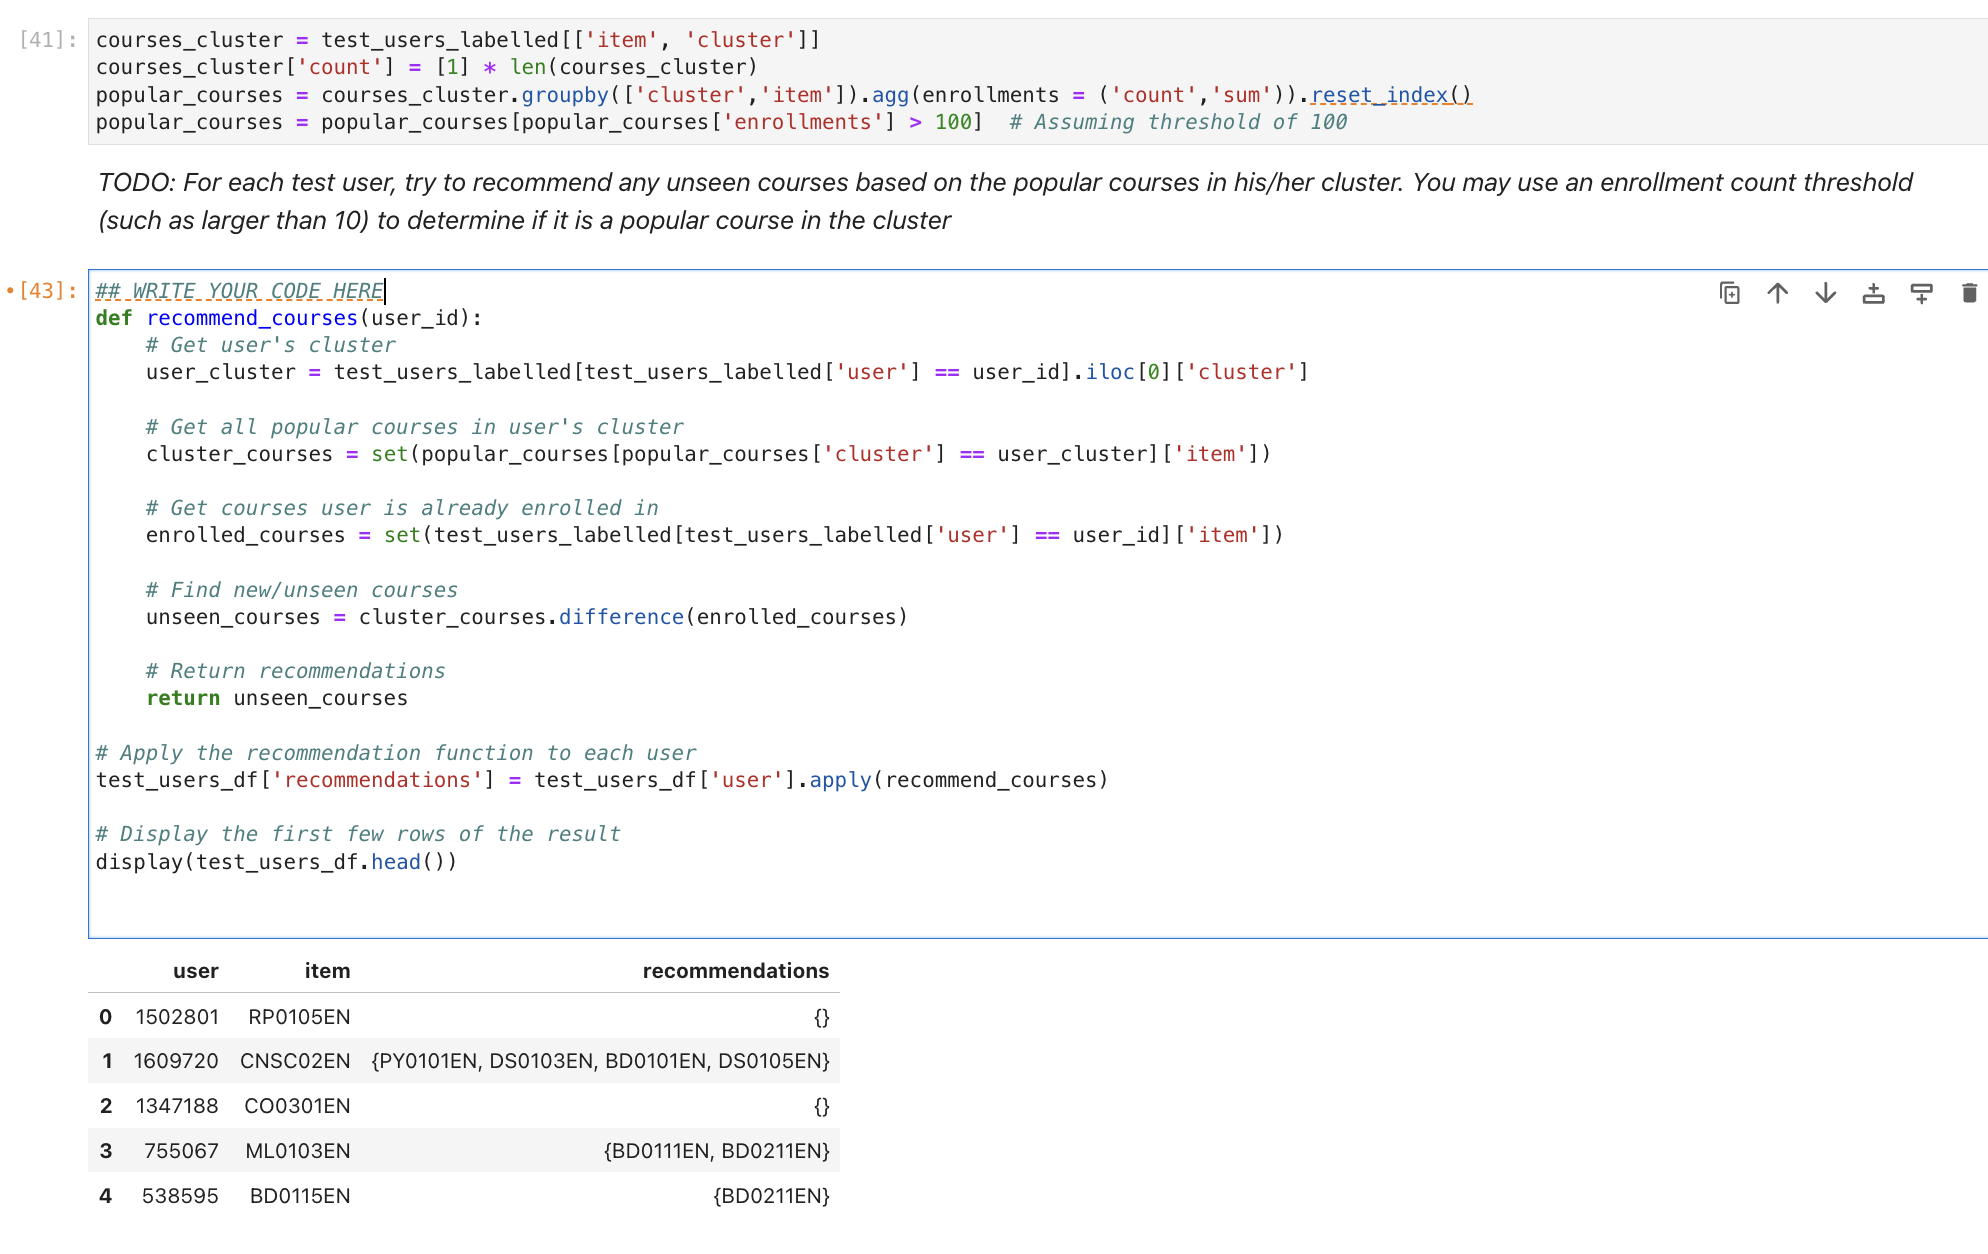 [41]: courses_cluster = test_users_labelled[['item', 'cluster']]
courses_cluster['count'] = [1] * len(courses_cluster)
popular_courses = courses_cluster.groupby(['cluster','item']).agg(enrollments = ('count','sum')).reset_index()
popular_courses = popular_courses[popular_courses['enrollments'] > 100]  # Assuming threshold of 100
TODO: For each test user, try to recommend any unseen courses based on the popular courses in his/her cluster. You may use an enrollment count threshold
(such as larger than 10) to determine if it is a popular course in the cluster
•[43]: ## WRITE YOUR CODE HERE
def recommend_courses(user_id):
    # Get user's cluster
    user_cluster = test_users_labelled[test_users_labelled['user'] == user_id].iloc[0]['cluster']
    # Get all popular courses in user's cluster
    cluster_courses = set(popular_courses[popular_courses['cluster'] == user_cluster]['item'])
    # Get courses user is already enrolled in
    enrolled_courses = set(test_users_labelled[test_users_labelled['user'] == user_id]['item'])
    # Find new/unseen courses
    unseen_courses = cluster_courses.difference(enrolled_courses)
    # Return recommendations
    return unseen_courses
# Apply the recommendation function to each user
test_users_df['recommendations'] = test_users_df['user'].apply(recommend_courses)
# Display the first few rows of the result
display(test_users_df.head())
user item recommendations
0 1502801 RP0105EN {}
1 1609720 CNSC02EN {PY0101EN, DS0103EN, BD0101EN, DS0105EN}
2 1347188 CO0301EN {}
3 755067 ML0103EN {BD0111EN, BD0211EN}
4 538595 BD0115EN {BD0211EN}